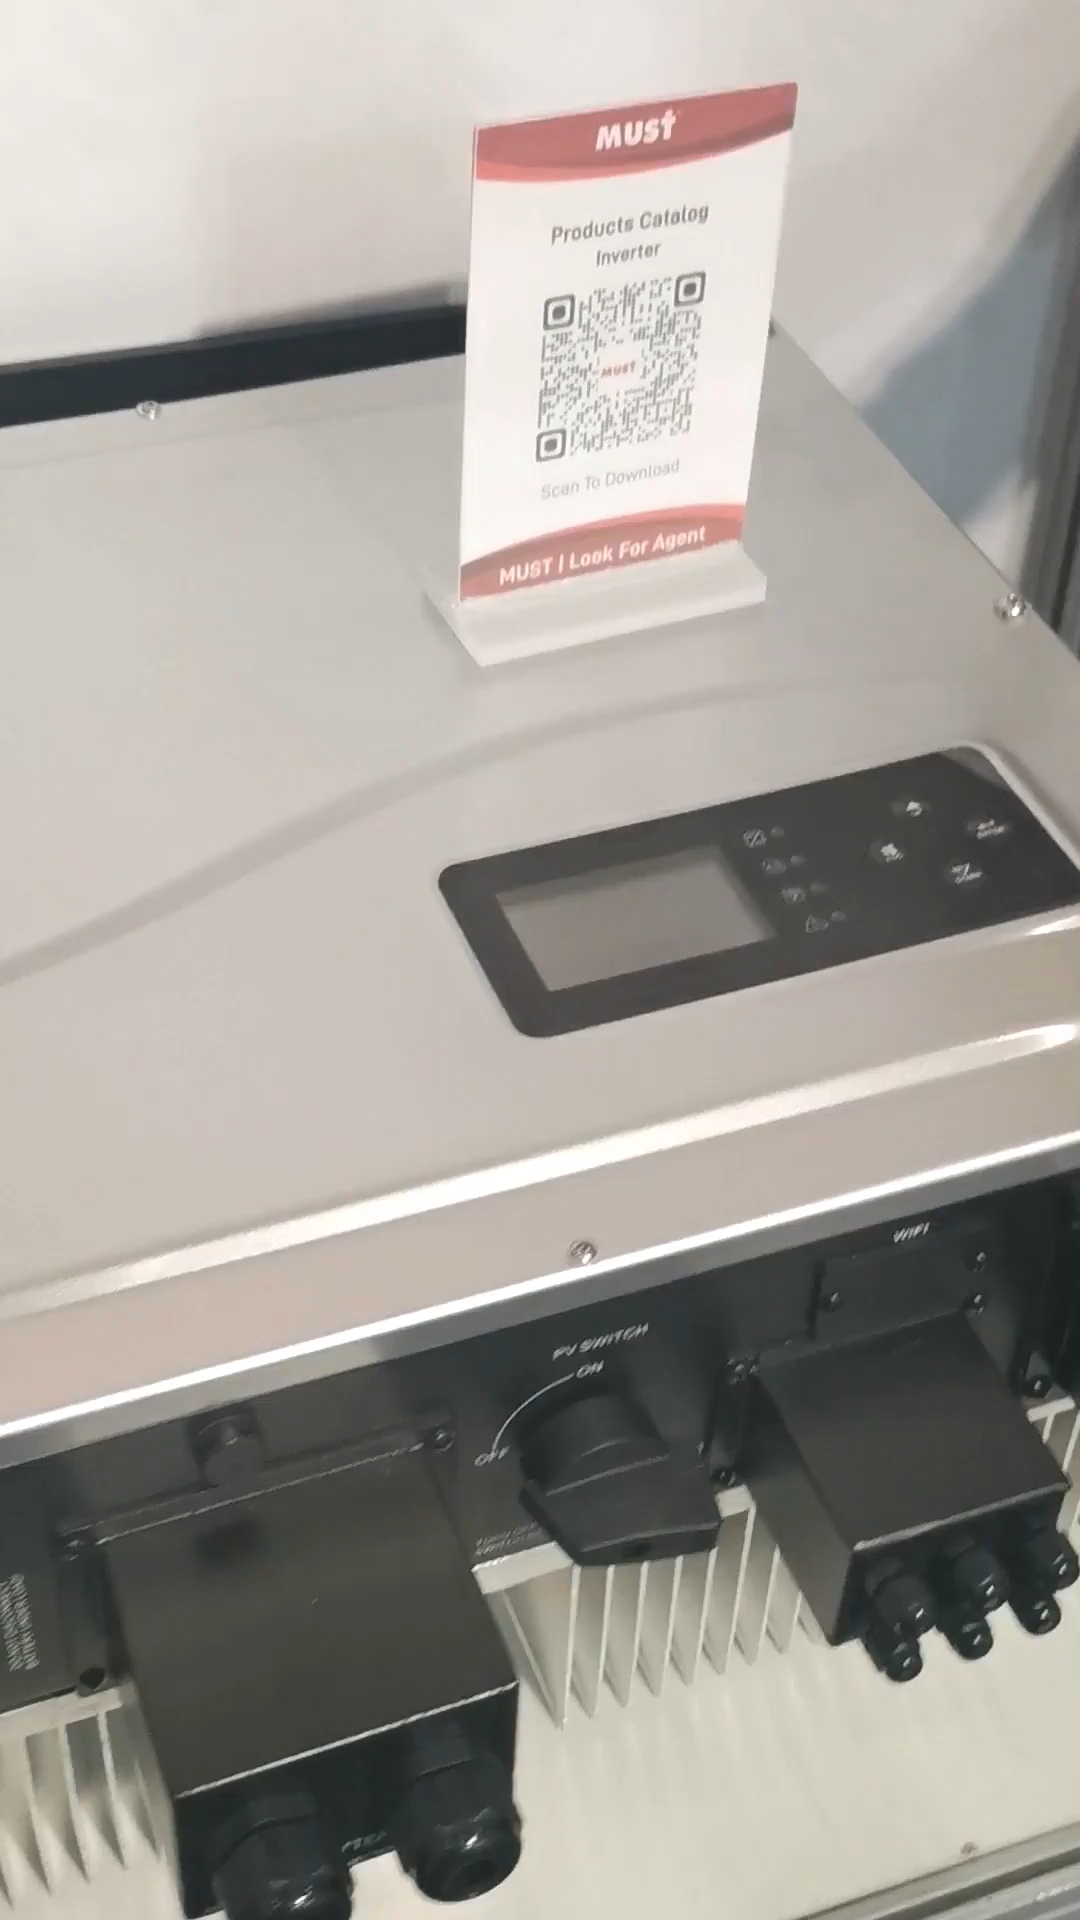 MUST
Products Catalog
Inverter
MUST
Scan To Download
MUST | Look For Agent
WIFI
PV SWITCH
ON
OFF